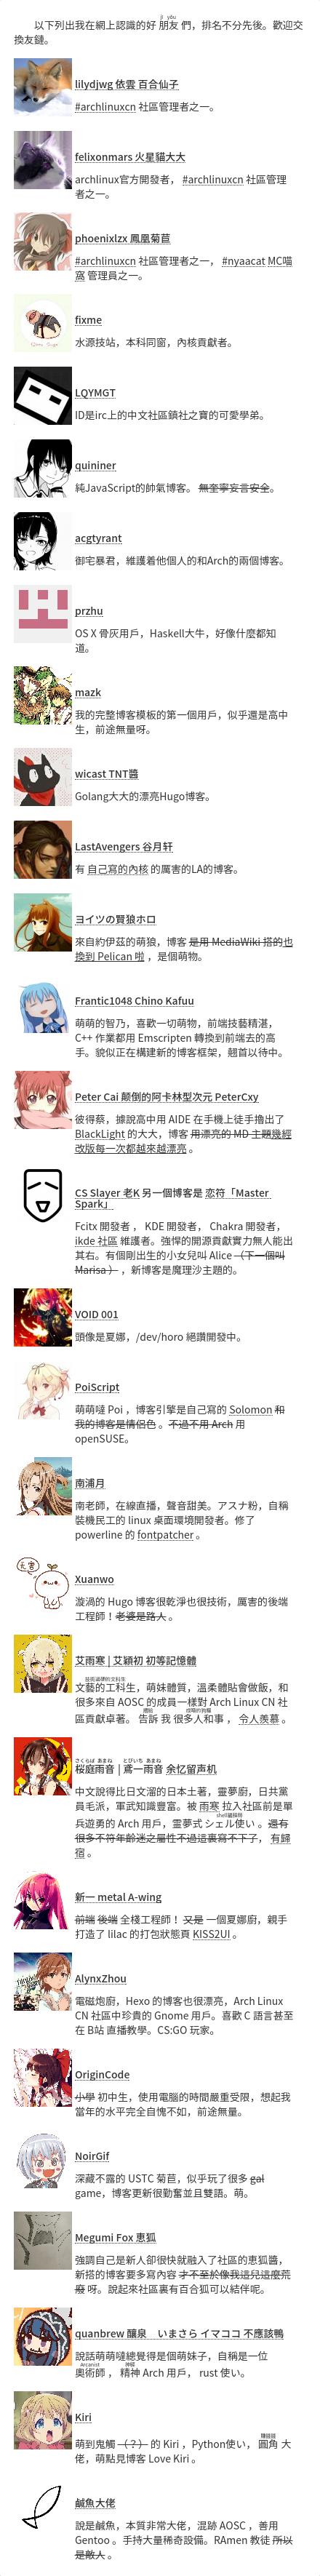 以下列出我在網上認識的好 朋友 們，排名不分先後。歡迎交
換友鏈。
lilydjwg 依雲 百合仙子
#archlinuxcn 社區管理者之一。
felixonmars 火星貓大大
archlinux官方開發者， #archlinuxcn 社區管理
者之一。
phoenixlzx 鳳凰菊苣
#archlinuxcn 社區管理者之一， #nyaacat MC喵
窩 管理員之一。
fixme
水源技站，本科同窗，內核貢獻者。
LQYMGT
ID是irc上的中文社區鎮社之寶的可愛學弟。
quininer
純JavaScript的帥氣博客。 無奎寧妄言安全。
acgtyrant
御宅暴君，維護着他個人的和Arch的兩個博客。
przhu
OS X 骨灰用戶，Haskell大牛，好像什麼都知
道。
mazk
我的完整博客模板的第一個用戶，似乎還是高中
生，前途無量呀。
wicast TNT醬
Golang大大的漂亮Hugo博客。
LastAvengers 谷月轩
有 自己寫的內核 的厲害的LA的博客。
ヨイツの賢狼ホロ
來自約伊茲的萌狼，博客 是用 MediaWiki 搭的也
換到 Pelican 啦 ，是個萌物。
Frantic1048 Chino Kafuu
萌萌的智乃，喜歡一切萌物，前端技藝精湛，
C++ 作業都用 Emscripten 轉換到前端去的高
手。貌似正在構建新的博客框架，翹首以待中。
Peter Cai 颠倒的阿卡林型次元 PeterCxy
彼得蔡，據說高中用 AIDE 在手機上徒手擼出了
BlackLight 的大大，博客 用漂亮的 MD 主題幾經
改版每一次都越來越漂亮 。
CS Slayer 老K 另一個博客是 恋符「Master
Spark」
Fcitx 開發者 ， KDE 開發者， Chakra 開發者，
ikde 社區 維護者。強悍的開源貢獻實力無人能出
其右。有個剛出生的小女兒叫 Alice （下一個叫
Marisa ） ，新博客是魔理沙主題的。
VOID 001
頭像是夏娜，/dev/horo 絕讚開發中。
PoiScript
萌萌噠 Poi ，博客引擎是自己寫的 Solomon 和
我的博客是情侶色 。不過不用 Arch 用
openSUSE。
南浦月
南老師，在線直播，聲音甜美。アスナ粉，自稱
裝機民工的 linux 桌面環境開發者。修了
powerline 的 fontpatcher 。
Xuanwo
漩渦的 Hugo 博客很乾淨也很技術，厲害的後端
工程師！老婆是路人 。
艾雨寒 | 艾穎初 初等記憶體
文藝的工科生，萌妹體質，溫柔體貼會做飯，和
很多來自 AOSC 的成員一樣對 Arch Linux CN 社
區貢獻卓著。 告訴 我 很多人和事 ， 令人羨慕 。
桜庭雨音 | 鳶一雨音 余忆留声机
中文說得比日文溜的日本土著，靈夢廚，日共黨
員毛派，軍武知識豐富。被 雨寒 拉入社區前是單
兵遊勇的 Arch 用戶，靈夢式 シェル使い 。還有
很多不符年齡迷之屬性不過這裏寫不下了， 有歸
宿 。
新一 metal A-wing
前端 後端 全棧工程師！ 又是 一個夏娜廚，親手
打造了 lilac 的打包狀態頁 KISS2UI 。
AlynxZhou
電磁炮廚，Hexo 的博客也很漂亮，Arch Linux
CN 社區中珍貴的 Gnome 用戶。喜歡 C 語言甚至
在 B站 直播教學。CS:GO 玩家。
OriginCode
小學 初中生，使用電腦的時間嚴重受限，想起我
當年的水平完全自愧不如，前途無量。
NoirGif
深藏不露的 USTC 菊苣，似乎玩了很多 gal
game，博客更新很勤奮並且雙語。萌。
Megumi Fox 恵狐
強調自己是新人卻很快就融入了社區的恵狐醬，
新搭的博客要多寫內容 才不至於像我這兒這麼荒
廢 呀。說起來社區裏有百合狐可以結伴呢。
quanbrew 釀泉　いまさら イマココ 不應該鴨
說話萌萌噠總覺得是個萌妹子，自稱是一位
奧術師 ， 精神 Arch 用戶， rust 使い。
Kiri
萌到鬼觸 （？） 的 Kiri ，Python使い， 圓角 大
佬，萌點見博客 Love Kiri 。
鹹魚大佬
說是鹹魚，本質非常大佬，混跡 AOSC ，善用
Gentoo 。手持大量稀奇設備。RAmen 教徒 所以
是敵人 。